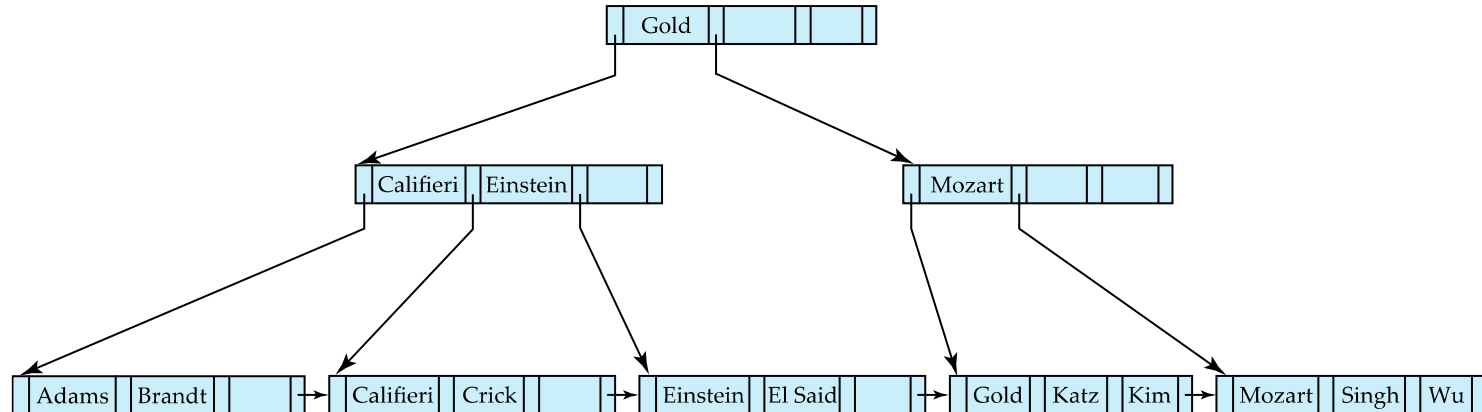 Gold
Califieri Einstein
Mozart
Adams Brandt
Califieri Crick
Einstein El Said
Gold Katz Kim
Mozart Singh Wu